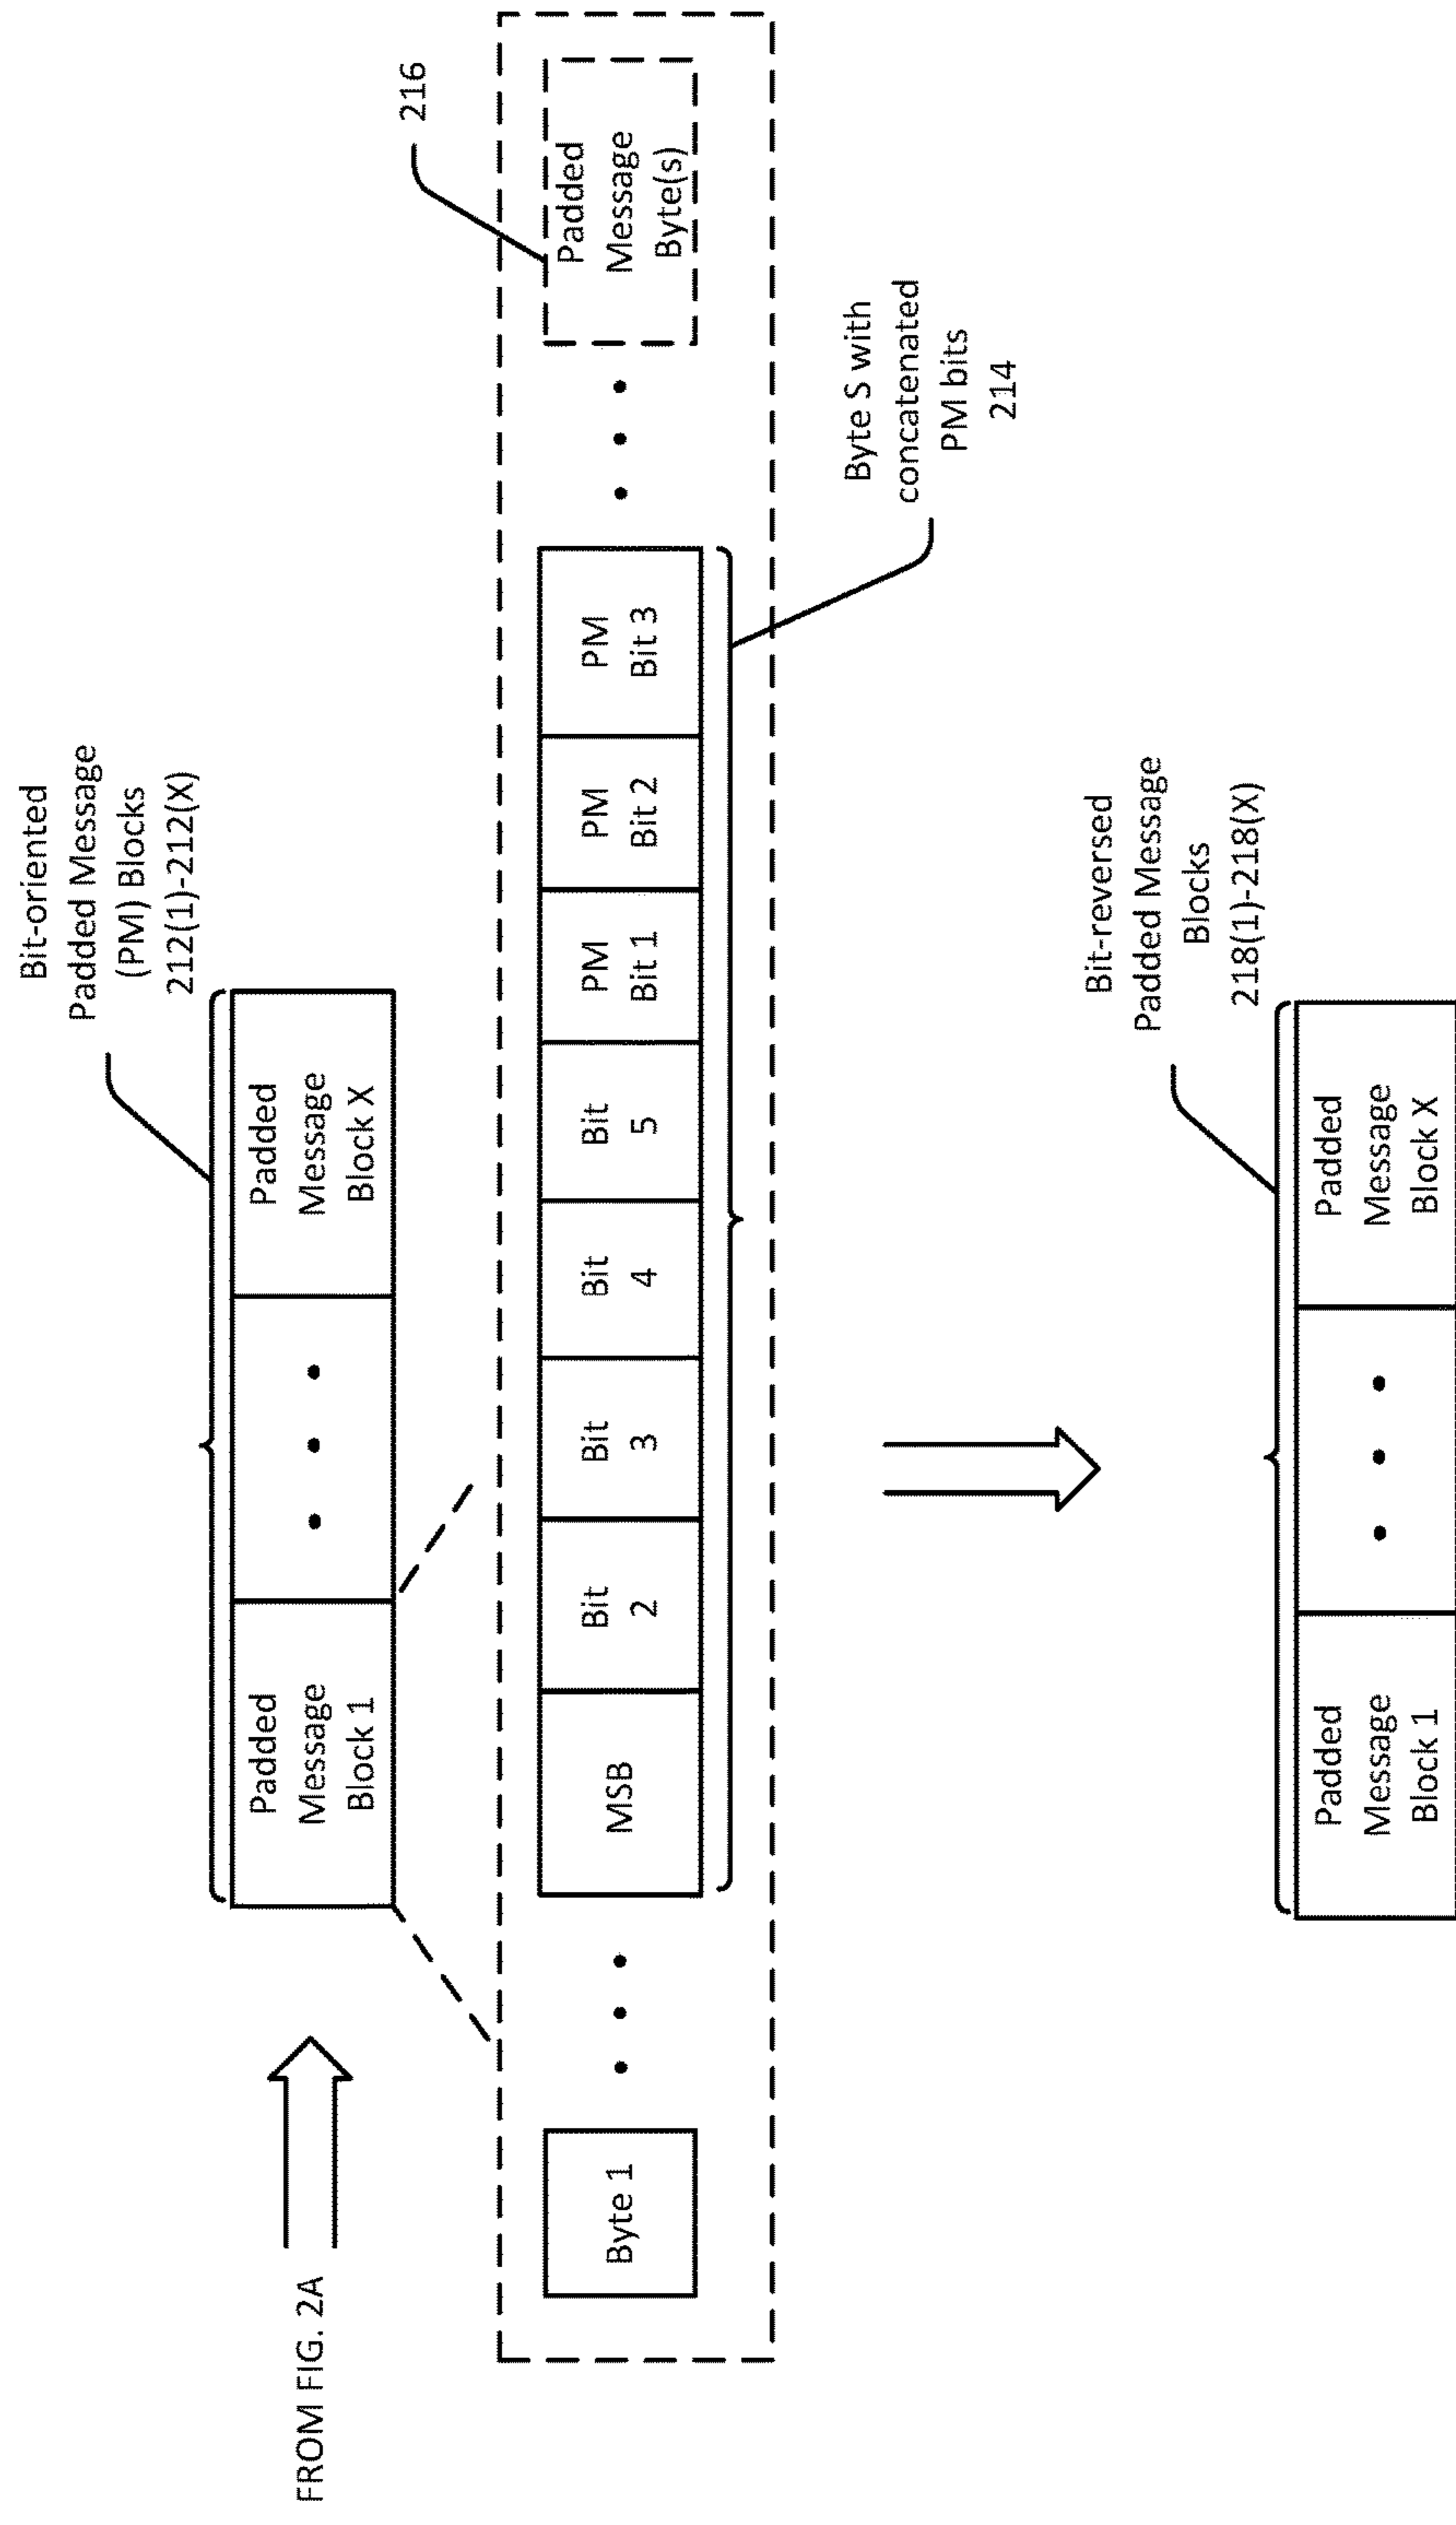 FROM FIG. 2A
Bit-oriented
Padded Message
(PM) Blocks
212(1)-212(X)
Padded
Message
Block 1
Padded
Message
Block X
216
Byte 1
MSB
Bit
2
Bit
3
Bit
4
Bit
5
PM
Bit 1
PM
Bit 2
PM
Bit 3
Padded
Message
Byte(s)
Byte S with
concatenated
PM bits
214
Bit-reversed
Padded Message
Blocks
218(1)-218(X)
Padded
Message
Block 1
Padded
Message
Block X